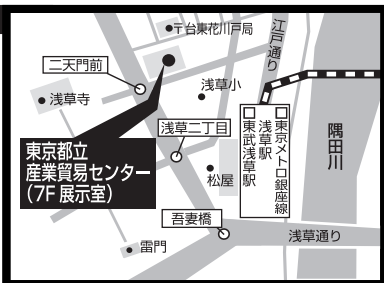 〒台東花川戸局
江戸通り
二天門前
浅草寺
浅草小
浅草二丁目
東京都立
産業貿易センター
(7F 展示室)
松屋
東京メトロ銀座線
浅草駅
東武浅草駅
隅田川
吾妻橋
雷門
浅草通り